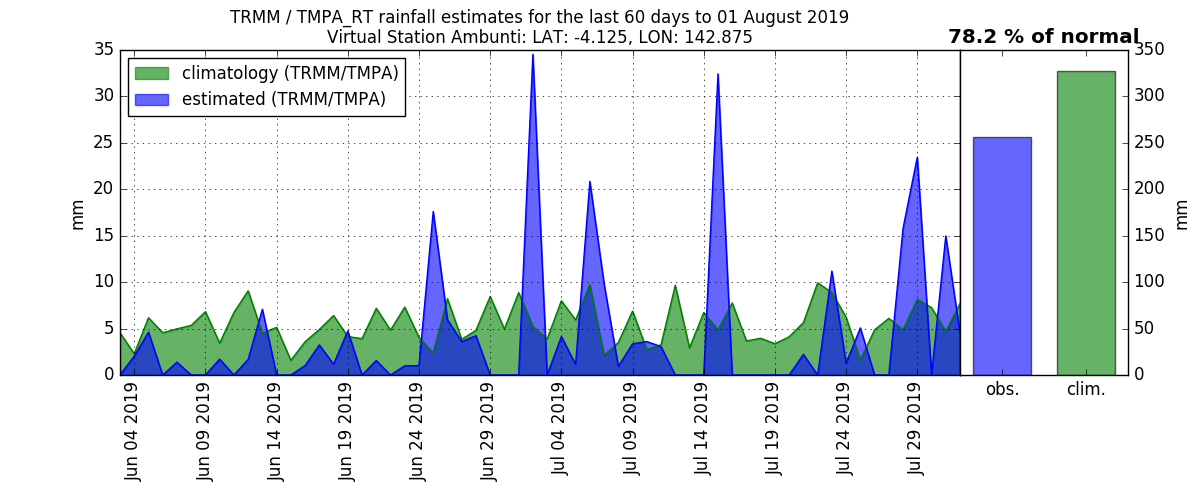 TRMM / TMPA_RT rainfall estimates for the last 60 days to 01 August 2019
Virtual Station Ambunti: LAT: -4.125, LON: 142.875
78.2 % of normal
climatology (TRMM/TMPA)
estimated (TRMM/TMPA)
mm
35
30
25
20
15
10
5
0
Jun 04 2019
Jun 09 2019
Jun 14 2019
Jun 19 2019
Jun 24 2019
Jun 29 2019
Jul 04 2019
Jul 09 2019
Jul 14 2019
Jul 19 2019
Jul 24 2019
Jul 29 2019
obs.
clim.
350
300
250
200
150
100
50
0
mm